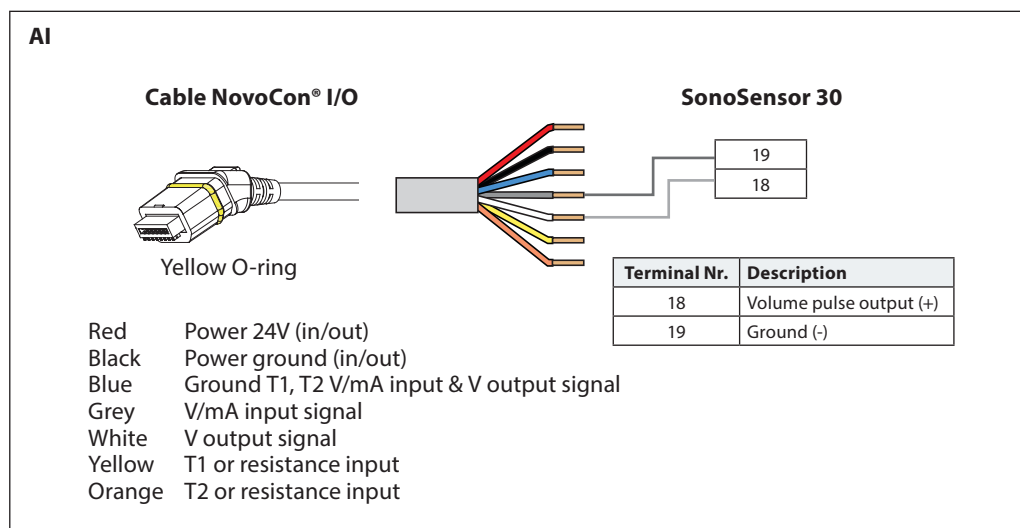 AI
Cable NovoCon® I/O
SonoSensor 30
19
18
Yellow O-ring
Terminal Nr. Description
18 Volume pulse output (+)
19 Ground (-)
Red Power 24V (in/out)
Black Power ground (in/out)
Blue Ground T1, T2 V/mA input & V output signal
Grey V/mA input signal
White V output signal
Yellow T1 or resistance input
Orange T2 or resistance input